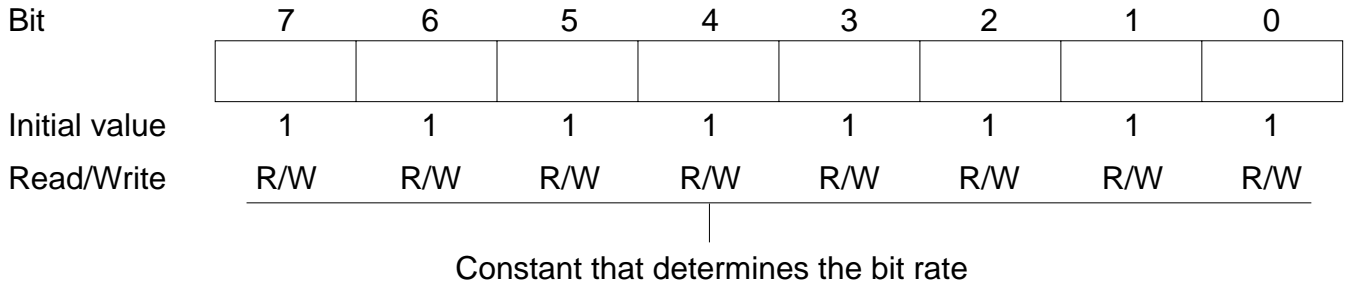 Bit 7 6 5 4 3 2 1 0
Initial value 1 1 1 1 1 1 1 1
Read/Write R/W R/W R/W R/W R/W R/W R/W R/W
Constant that determines the bit rate